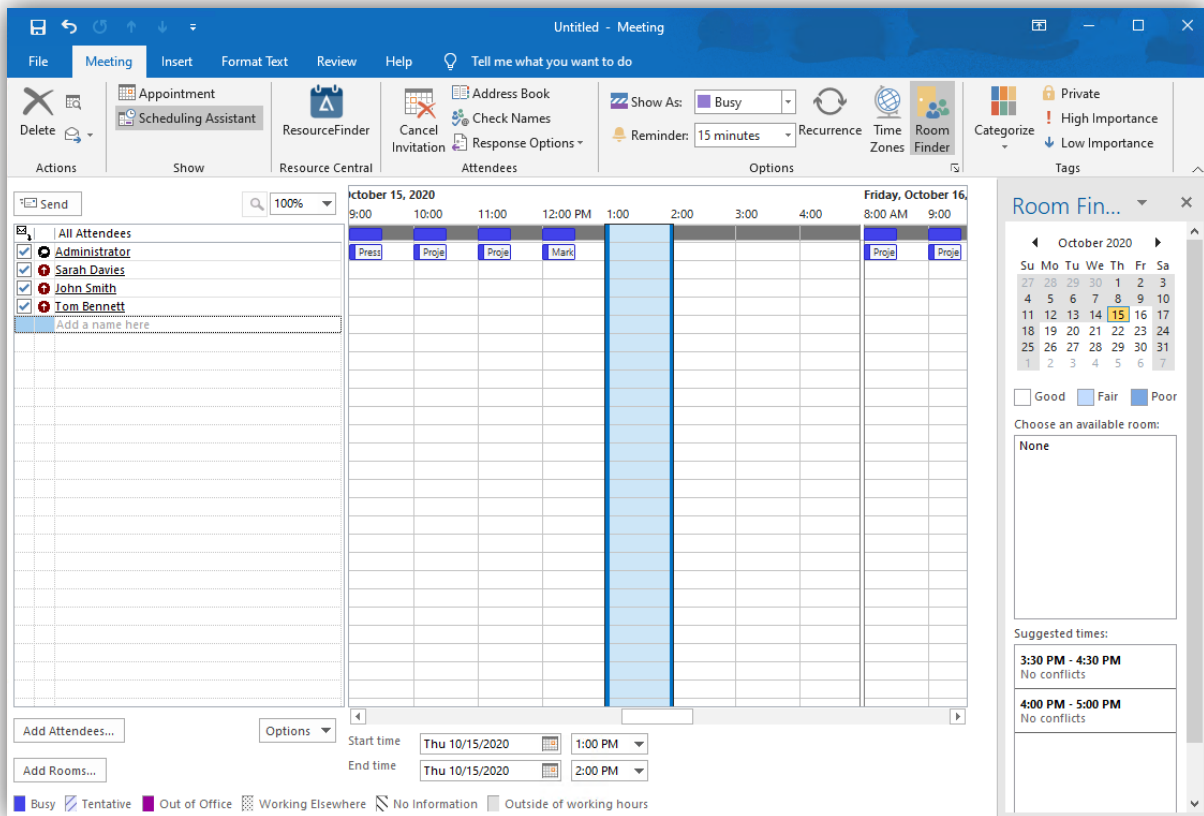 Untitled - Meeting
File Meeting Insert Format Text Review Help Tell me what you want to do
Delete
Actions
Appointment
Scheduling Assistant
Show
ResourceFinder
Resource Central
Cancel
Invitation
Address Book
Check Names
Response Options
Attendees
Show As: Busy
Reminder: 15 minutes
Recurrence
Time
Zones
Room
Finder
Options
Categorize
Private
High Importance
Low Importance
Tags
Send
100%
All Attendees
Administrator
Sarah Davies
John Smith
Tom Bennett
Add a name here
ctober 15, 2020 Friday, October 16,
9:00 10:00 11:00 12:00 PM 1:00 2:00 3:00 4:00 8:00 AM 9:00
Press Proje Proje Mark Proje Proje
Add Attendees... Options
Add Rooms...
Start time Thu 10/15/2020 1:00 PM
End time Thu 10/15/2020 2:00 PM
Busy Tentative Out of Office Working Elsewhere No Information Outside of working hours
Room Fin...
October 2020
Su Mo Tu We Th Fr Sa
27 28 29 30 1 2 3
4 5 6 7 8 9 10
11 12 13 14 15 16 17
18 19 20 21 22 23 24
25 26 27 28 29 30 31
1 2 3 4 5 6 7
Good Fair Poor
Choose an available room:
None
Suggested times:
3:30 PM - 4:30 PM
No conflicts
4:00 PM - 5:00 PM
No conflicts